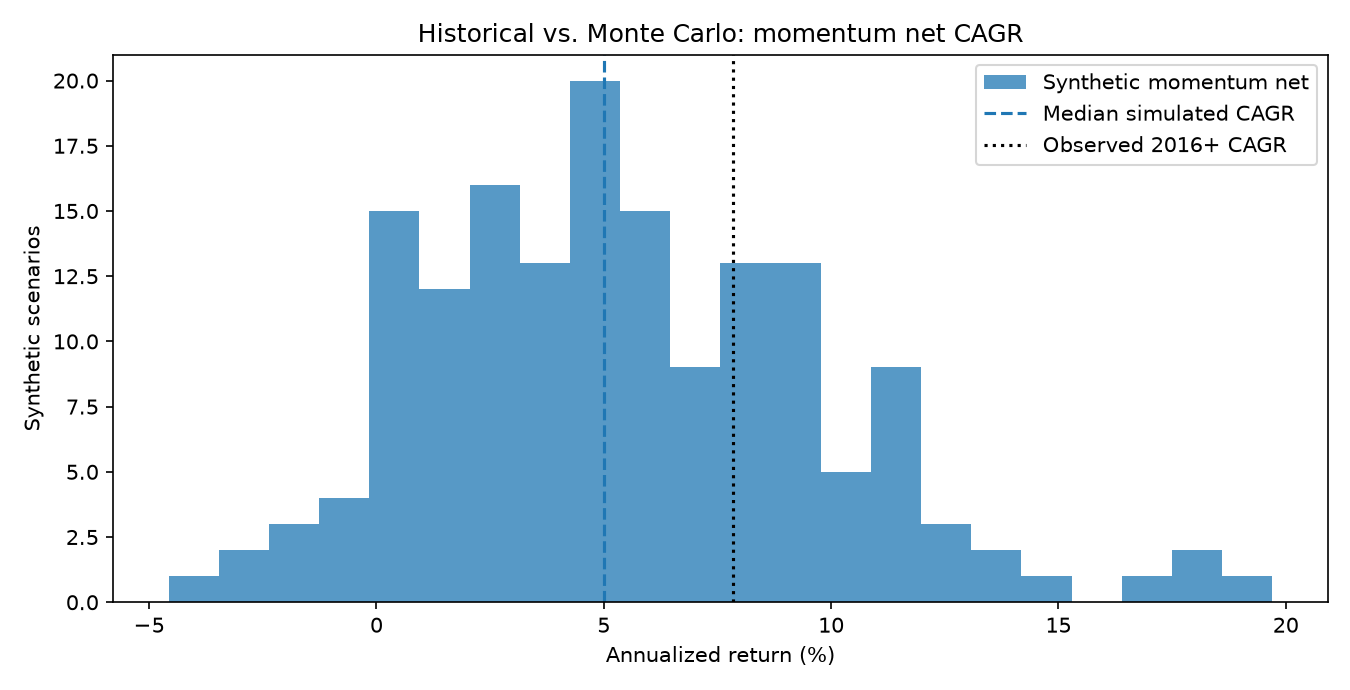 Historical vs. Monte Carlo: momentum net CAGR
Synthetic momentum net
Median simulated CAGR
Observed 2016+ CAGR
Synthetic scenarios
20.0
17.5
15.0
12.5
10.0
7.5
5.0
2.5
0.0
−5
0
5
10
15
20
Annualized return (%)